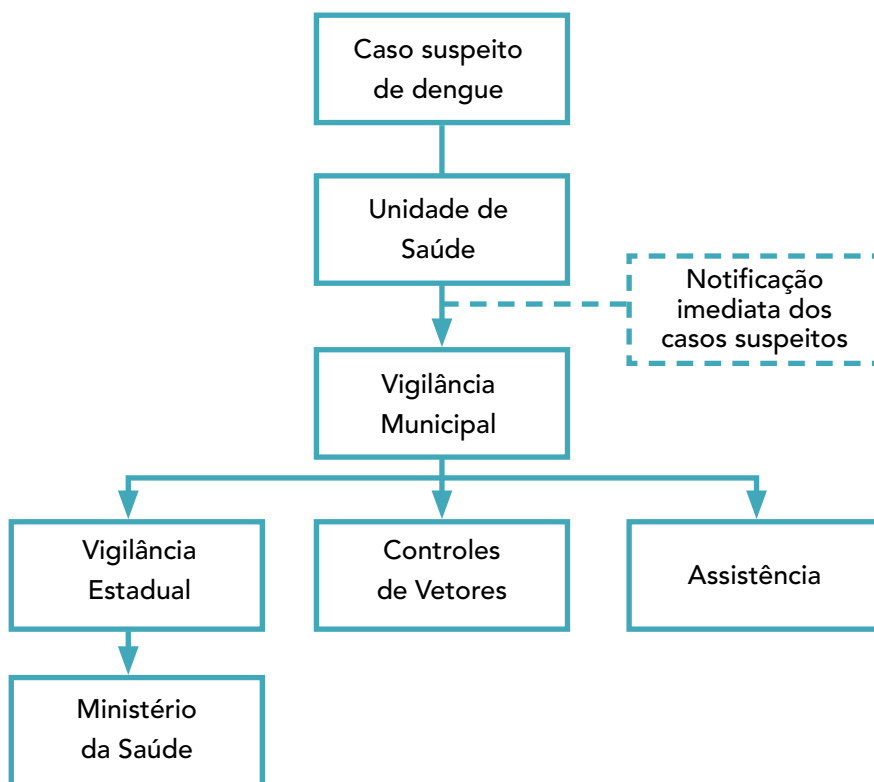 Caso suspeito
de dengue
Unidade de
Saúde
Notificação
imediata dos
casos suspeitos
Vigilância
Municipal
Vigilância
Estadual
Controles
de Vetores
Assistência
Ministério
da Saúde